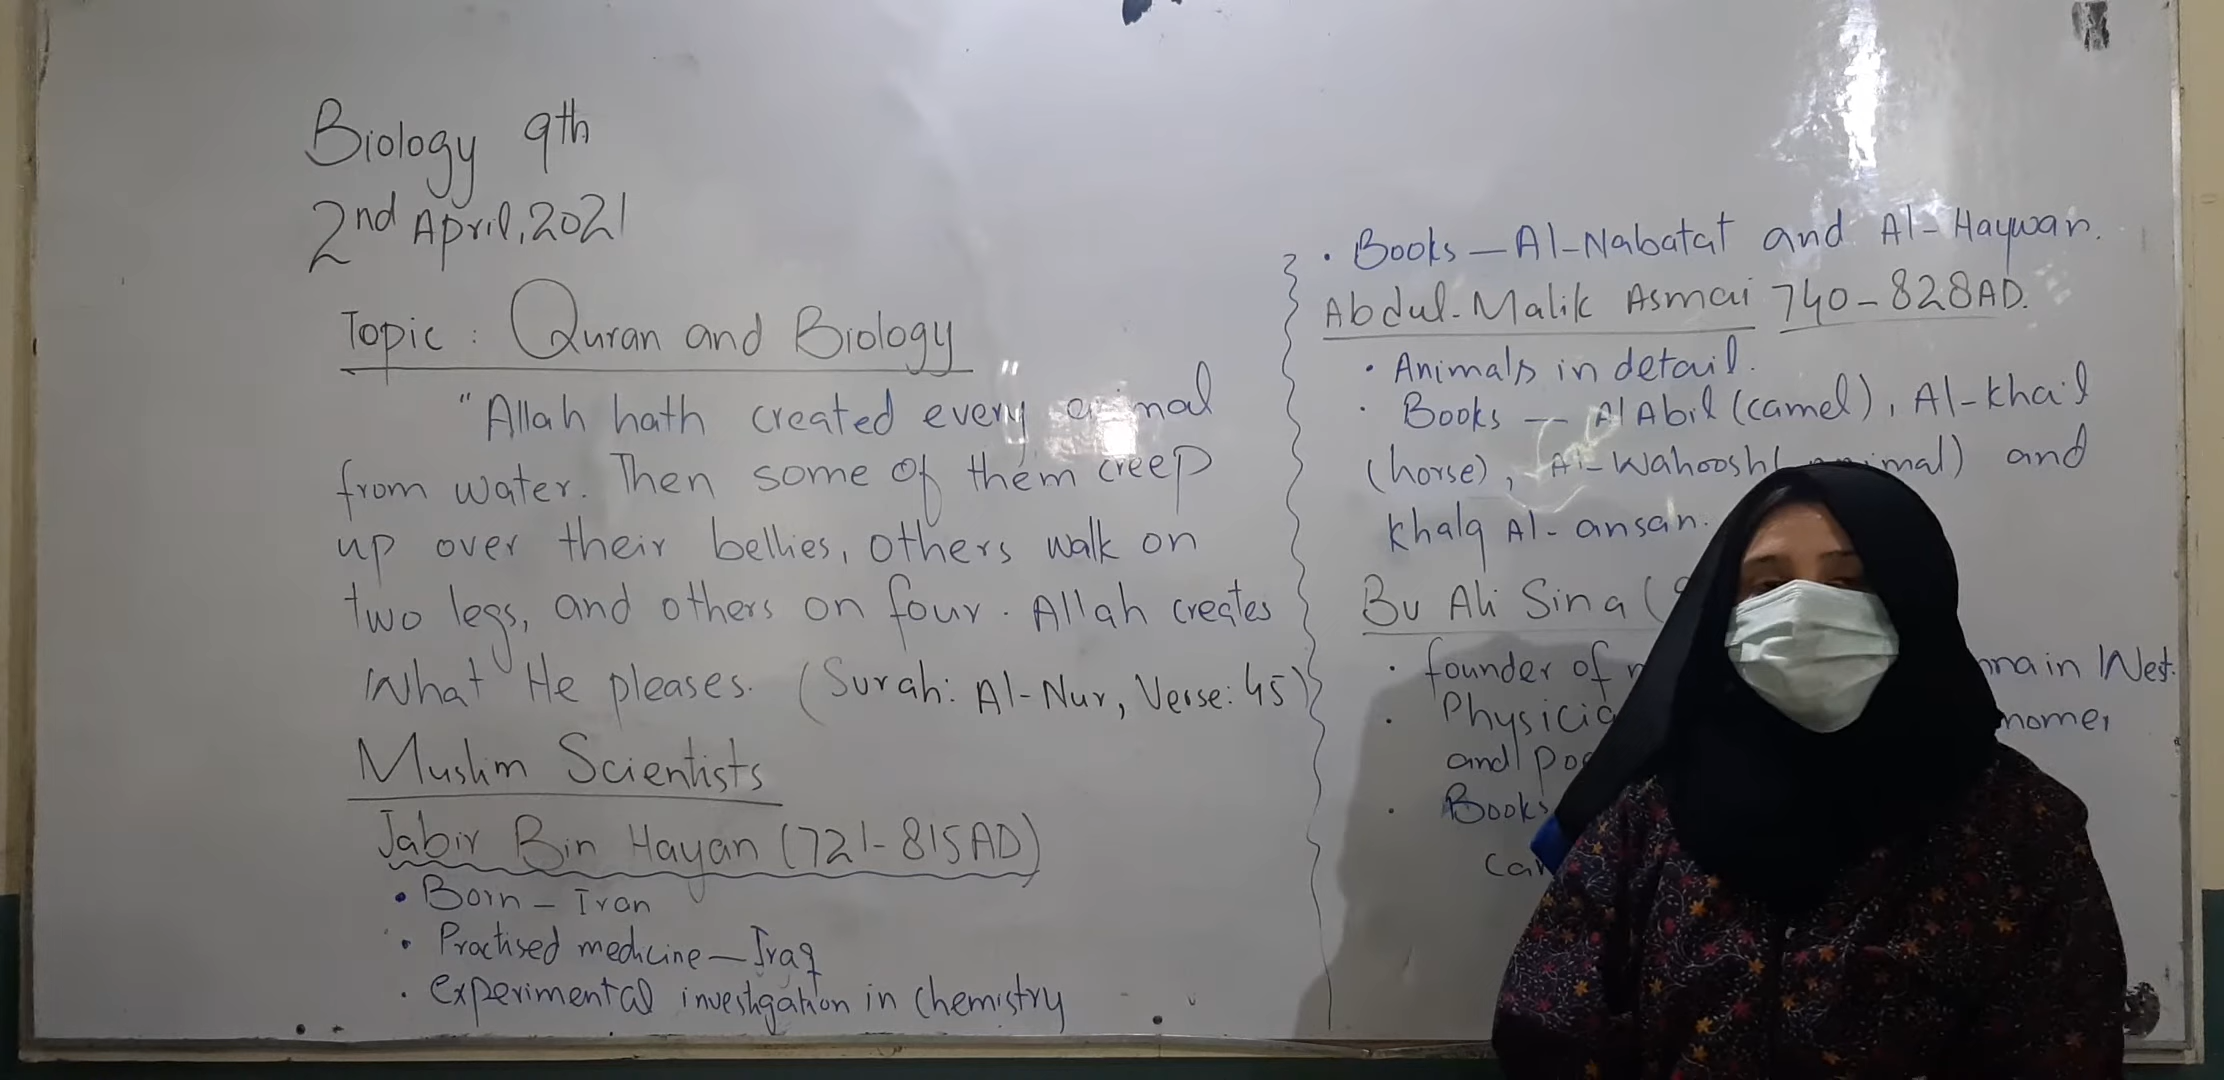 Biology 9th
2nd April, 2021
Topic : Quran and Biology
"Allah hath created every animal
from water. Then some of them creep
up over their bellies, others walk on
two legs, and others on four. Allah creates
What He pleases. (Surah: Al-Nur, Verse: 45)
Muslim Scientists
Jabir Bin Hayan (721-815AD)
• Born – Iran
• Practised medicine – Iraq
• experimental investigation in chemistry
• Books – Al-Nabatat and Al-Haywan.
Abdul-Malik Asmai 740-828AD.
• Animals in detail.
• Books – Al Abil (camel), Al-khail
(horse), Al-Wahoosh( and
khalq Al-ansan.
Bu Ali Sina (
• founder of in West.
• 
and
• Books